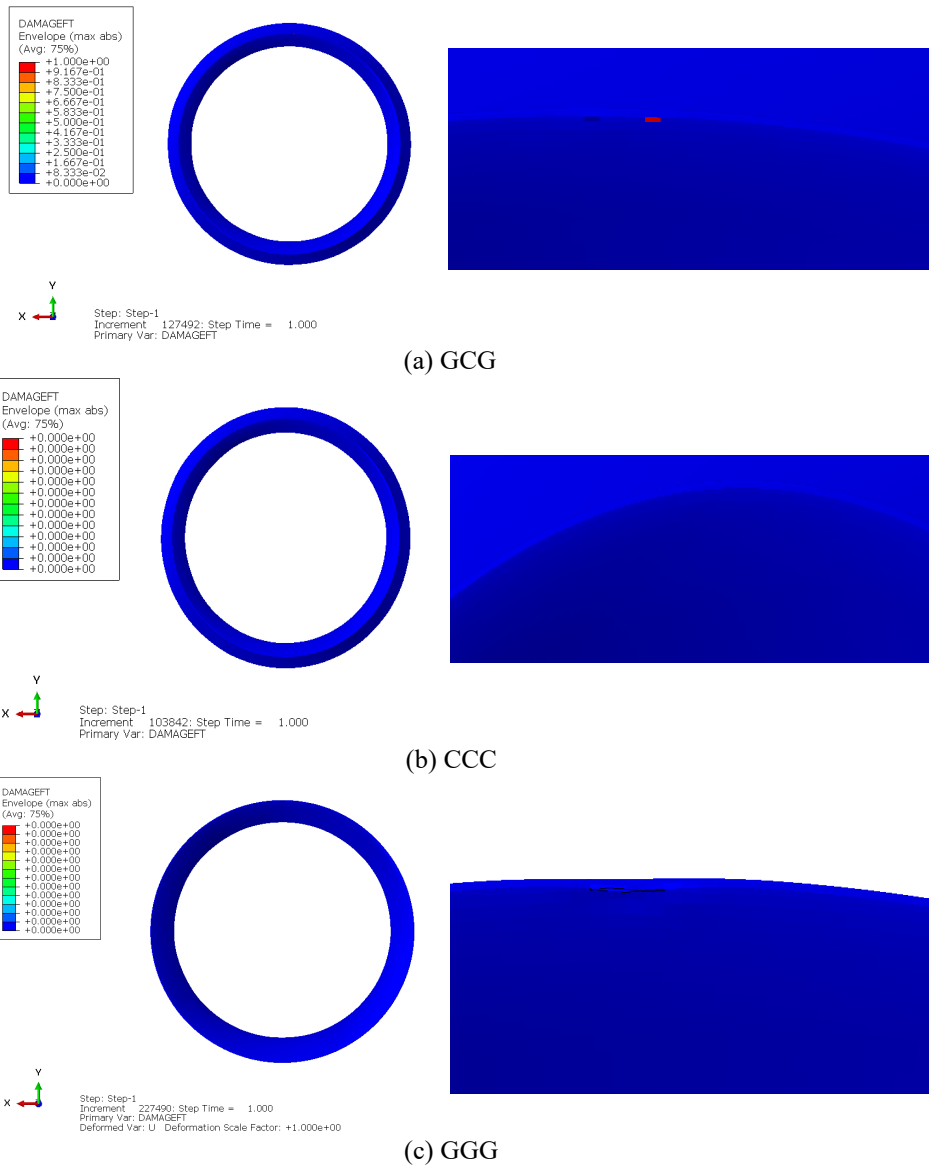 DAMAGEFT
Envelope (max abs)
(Avg: 75%)
+1.000e+00
+9.167e-01
+8.333e-01
+7.500e-01
+6.667e-01
+5.833e-01
+5.000e-01
+4.167e-01
+3.333e-01
+2.500e-01
+1.667e-01
+8.333e-02
+0.000e+00
Y
X
Step: Step-1
Increment 127492: Step Time = 1.000
Primary Var: DAMAGEFT
(a) GCG
DAMAGEFT
Envelope (max abs)
(Avg: 75%)
+0.000e+00
+0.000e+00
+0.000e+00
+0.000e+00
+0.000e+00
+0.000e+00
+0.000e+00
+0.000e+00
+0.000e+00
+0.000e+00
+0.000e+00
+0.000e+00
+0.000e+00
Y
X
Step: Step-1
Increment 103842: Step Time = 1.000
Primary Var: DAMAGEFT
(b) CCC
DAMAGEFT
Envelope (max abs)
(Avg: 75%)
+0.000e+00
+0.000e+00
+0.000e+00
+0.000e+00
+0.000e+00
+0.000e+00
+0.000e+00
+0.000e+00
+0.000e+00
+0.000e+00
+0.000e+00
+0.000e+00
+0.000e+00
Y
X
Step: Step-1
Increment 227490: Step Time = 1.000
Primary Var: DAMAGEFT
Deformed Var: U Deformation Scale Factor: +1.000e+00
(c) GGG